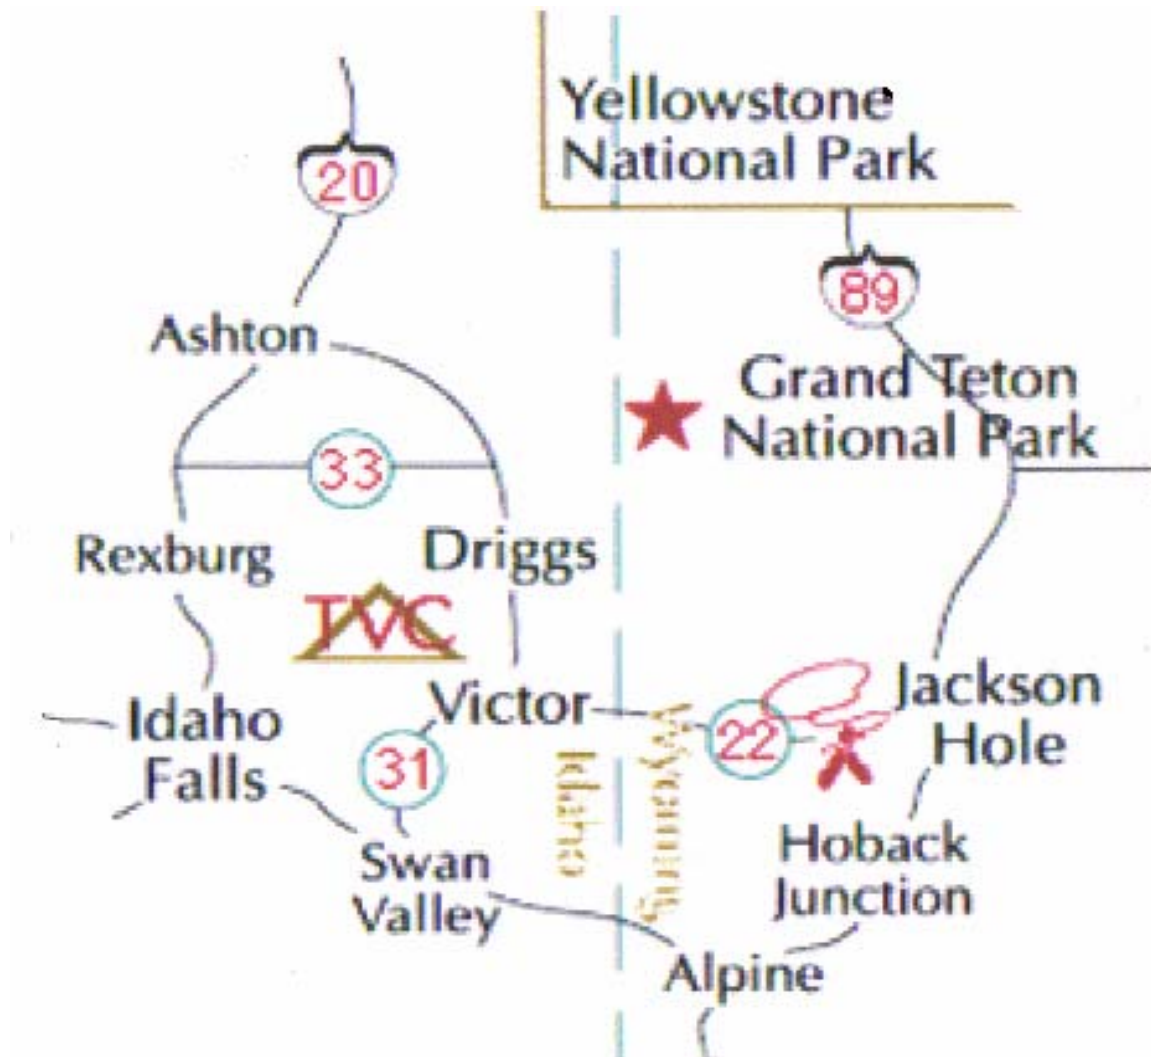 Yellowstone
National Park
20
89
Ashton
Grand Teton
National Park
33
Rexburg
Driggs
TVC
Victor
Jackson
Hole
Idaho
Falls
22
31
Idaho
Wyoming
Swan
Valley
Hoback
Junction
Alpine